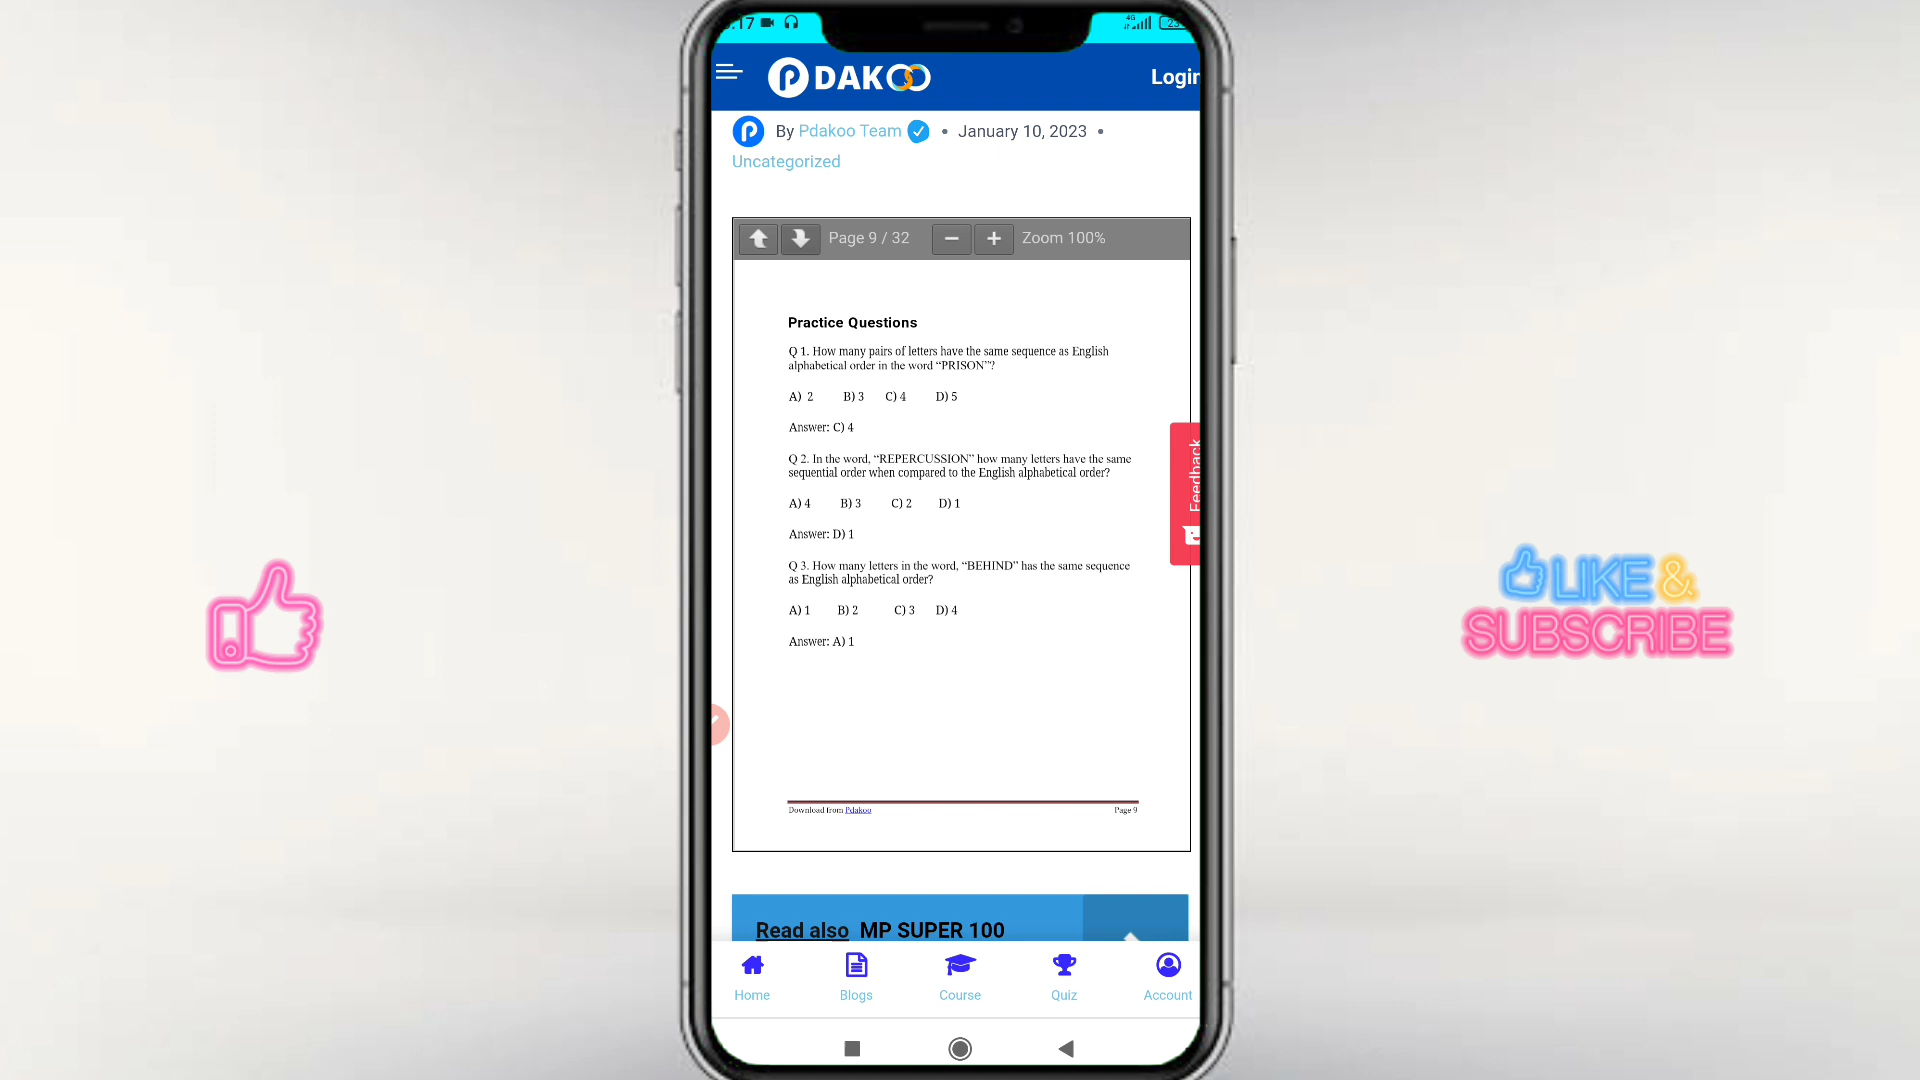 :17
4G
23
PDAKOO
Login
By Pdakoo Team • January 10, 2023 •
Uncategorized
Page 9 / 32
Zoom 100%
Practice Questions
Q 1. How many pairs of letters have the same sequence as English
alphabetical order in the word “PRISON”?
A) 2 B) 3 C) 4 D) 5
Answer: C) 4
Q 2. In the word, “REPERCUSSION” how many letters have the same
sequential order when compared to the English alphabetical order?
A) 4 B) 3 C) 2 D) 1
Answer: D) 1
Q 3. How many letters in the word, “BEHIND” has the same sequence
as English alphabetical order?
A) 1 B) 2 C) 3 D) 4
Answer: A) 1
Download from Pdakoo Page 9
Feedback
Read also MP SUPER 100
Home Blogs Course Quiz Account
LIKE &
SUBSCRIBE